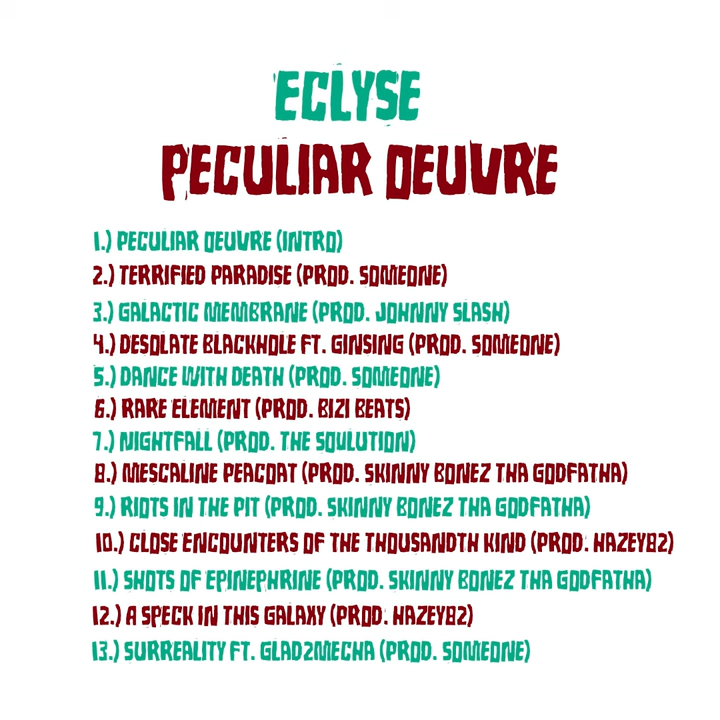 ECLYSE
PECULIAR OEUVRE
1.) PECULIAR OEUVRE (INTRO)
2.) TERRIFIED PARADISE (PROD. SOMEONE)
3.) GALACTIC MEMBRANE (PROD. JOHNNY SLASH)
4.) DESOLATE BLACKHOLE FT. GINSING (PROD. SOMEONE)
5.) DANCE WITH DEATH (PROD. SOMEONE)
6.) RARE ELEMENT (PROD. BIZI BEATS)
7.) NIGHTFALL (PROD. THE SOULUTION)
8.) MESCALINE PEACOAT (PROD. SKINNY BONEZ THA GODFATHA)
9.) RIOTS IN THE PIT (PROD. SKINNY BONEZ THA GODFATHA)
10.) CLOSE ENCOUNTERS OF THE THOUSANDTH KIND (PROD. HAZEY82)
11.) SHOTS OF EPINEPHRINE (PROD. SKINNY BONEZ THA GODFATHA)
12.) A SPECK IN THIS GALAXY (PROD. HAZEY82)
13.) SURREALITY FT. GLAD2MECHA (PROD. SOMEONE)